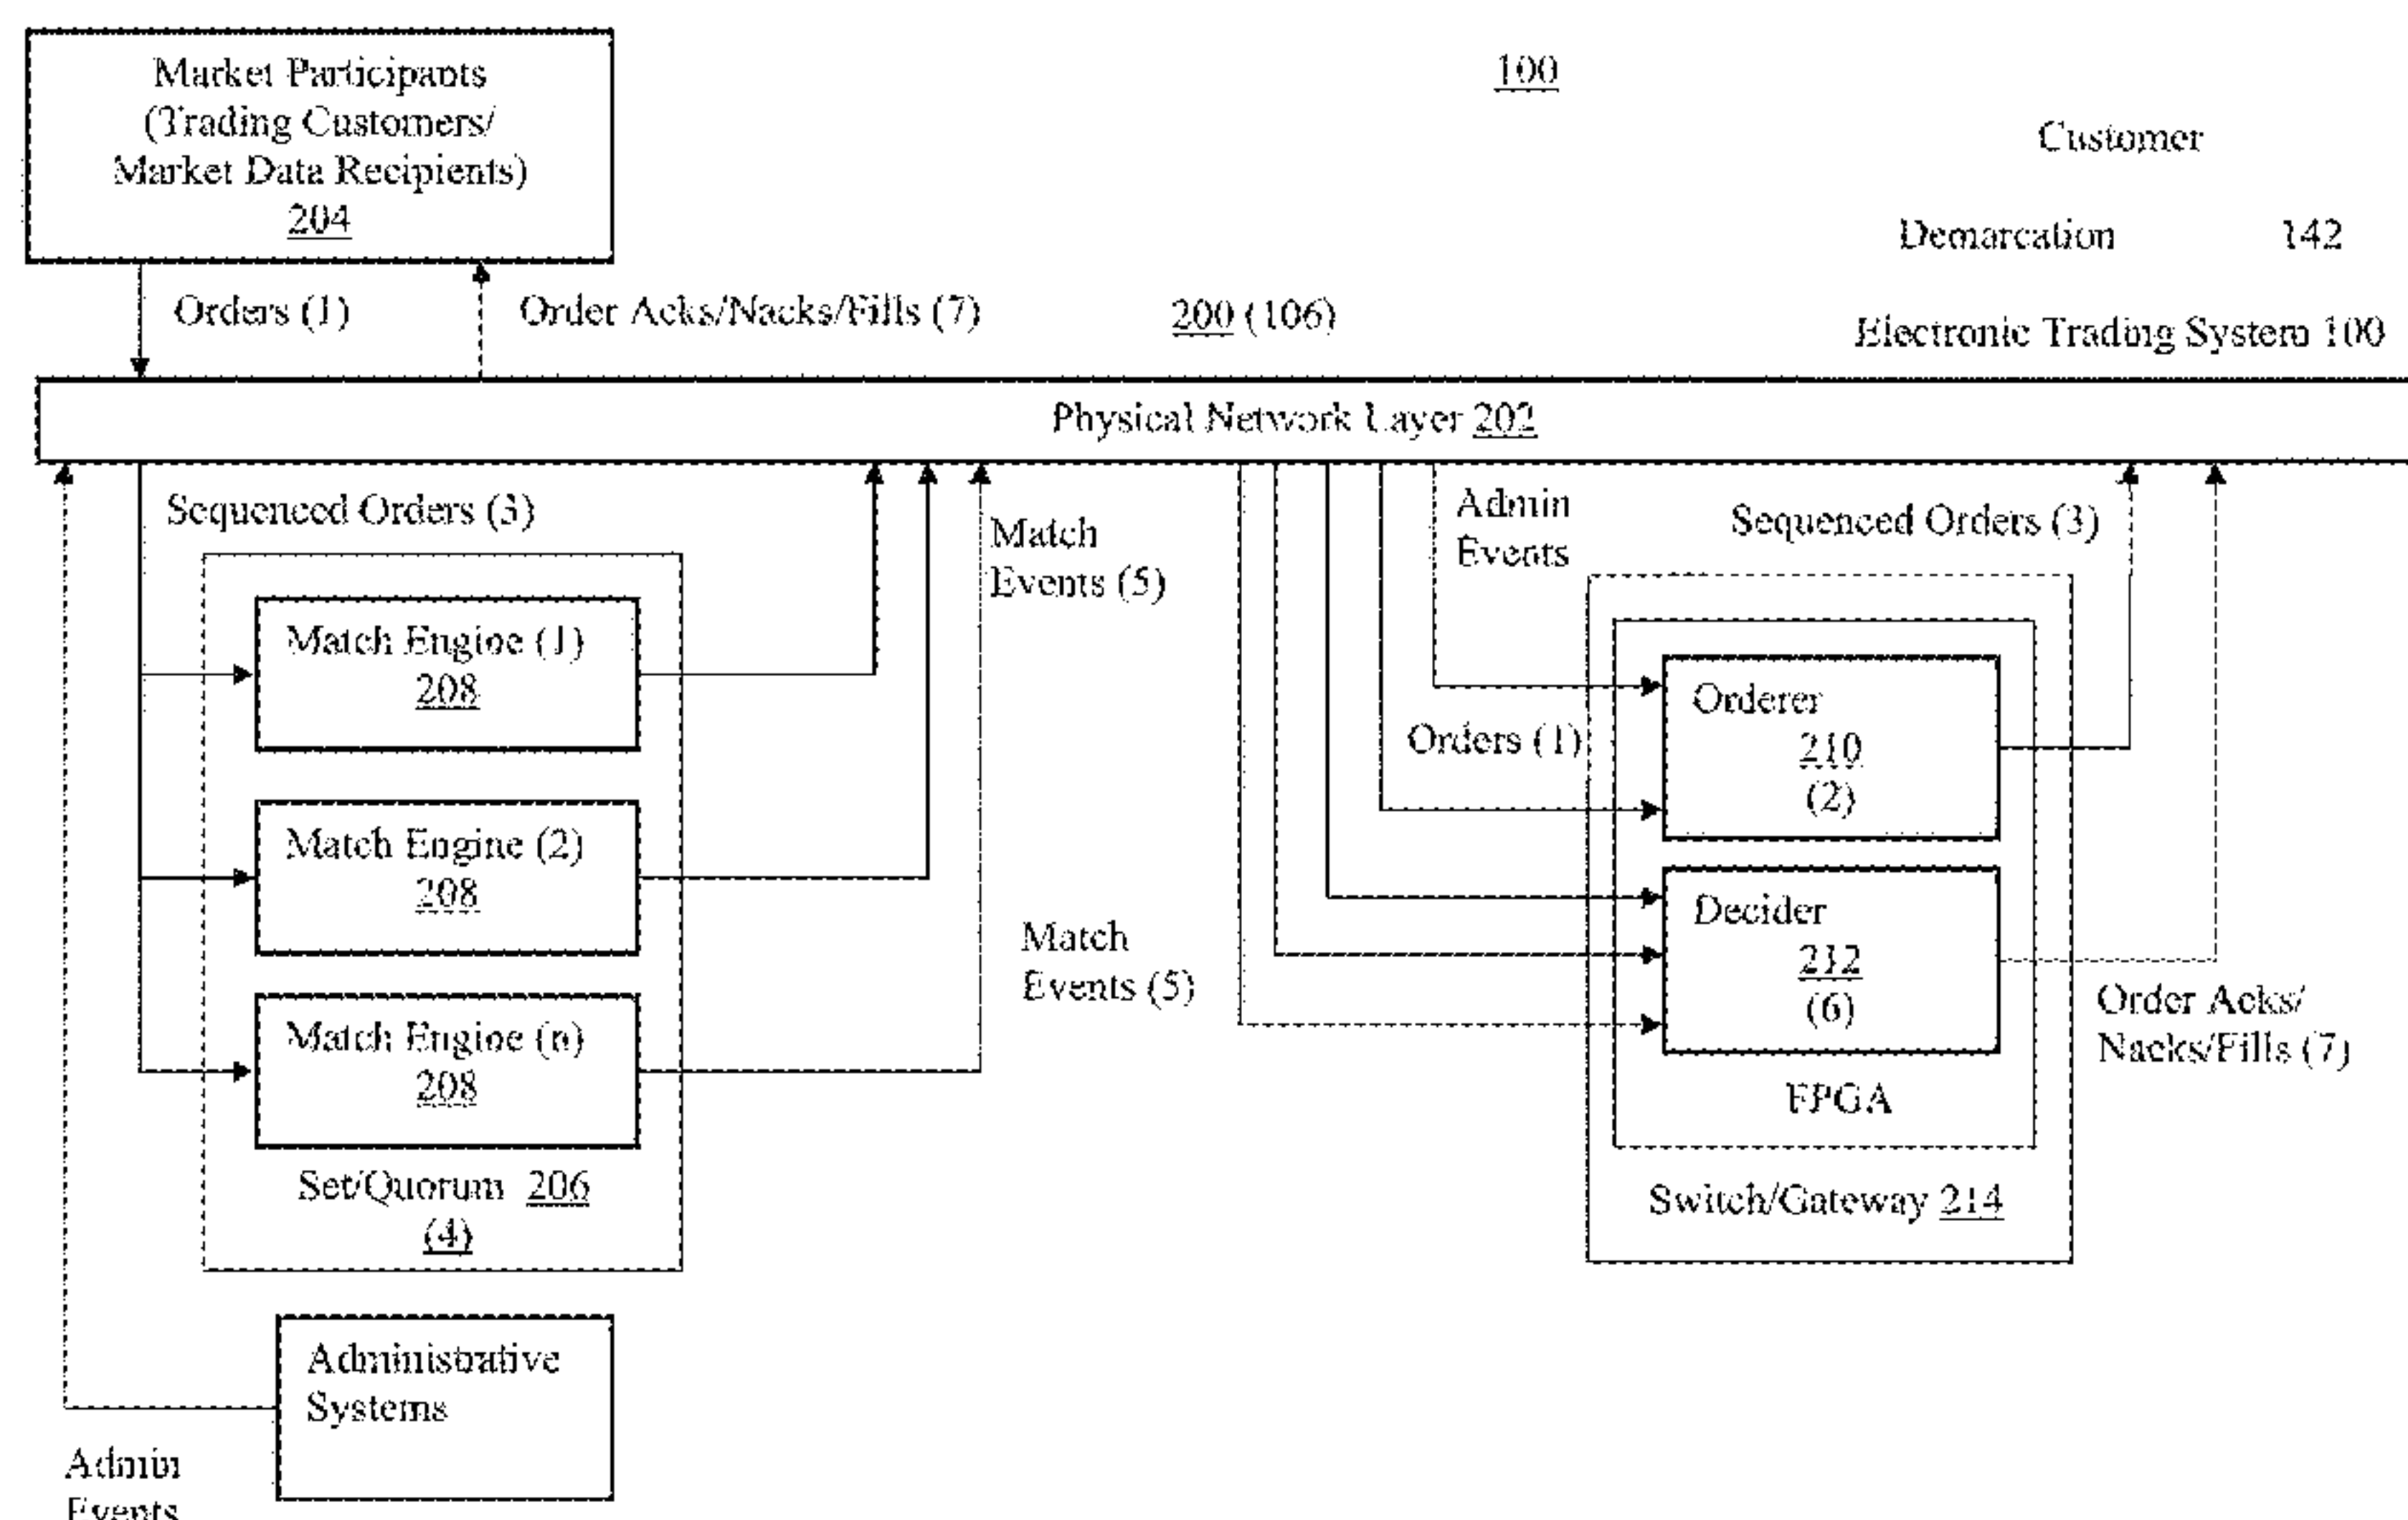 Market Participants
(Trading Customers/
Market Data Recipients)
204
100
Customer
Demarcation 142
Electronic Trading System 100
Orders (1)
Order Acks/Nacks/Fills (7)
200 (106)
Physical Network Layer 202
Sequenced Orders (3)
Match
Events (5)
Admin
Events
Sequenced Orders (3)
Match Engine (1)
208
Match Engine (2)
208
Match Engine (n)
208
Set/Quorum 206
(4)
Match
Events (5)
Orders (1)
Orderer
210
(2)
Decider
212
(6)
FPGA
Switch/Gateway 214
Order Acks/
Nacks/Fills (7)
Administrative
Systems
Admin
Events